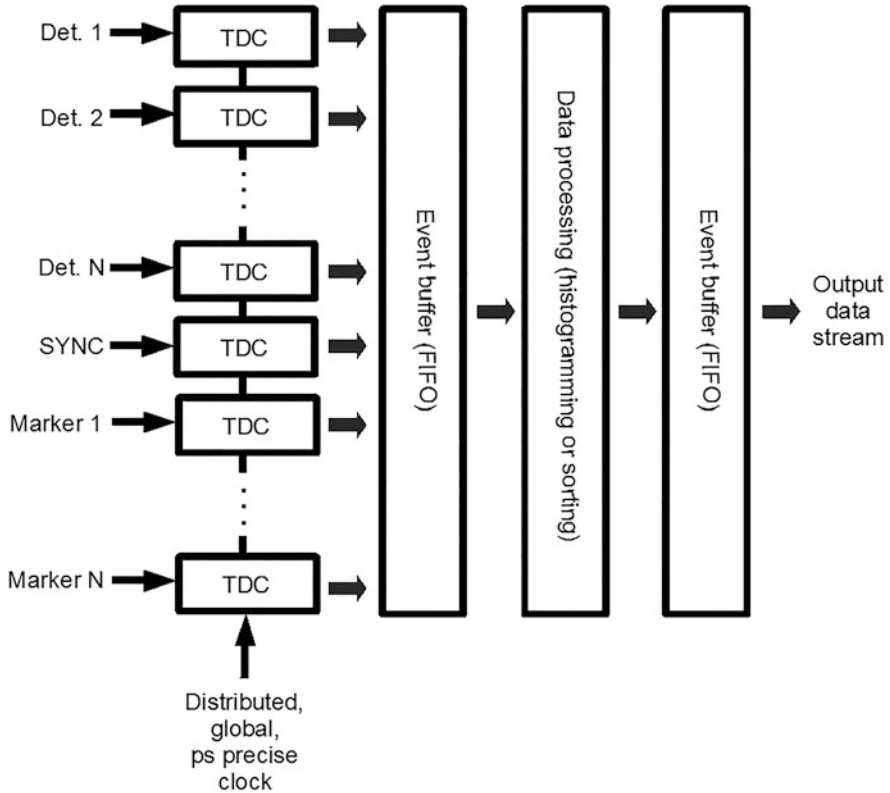 Det. 1
TDC
Det. 2
TDC
Det. N
TDC
SYNC
TDC
Marker 1
TDC
Marker N
TDC
Distributed,
global,
ps precise
clock
Event buffer (FIFO)
Data processing (histogramming or sorting)
Event buffer (FIFO)
Output
data
stream